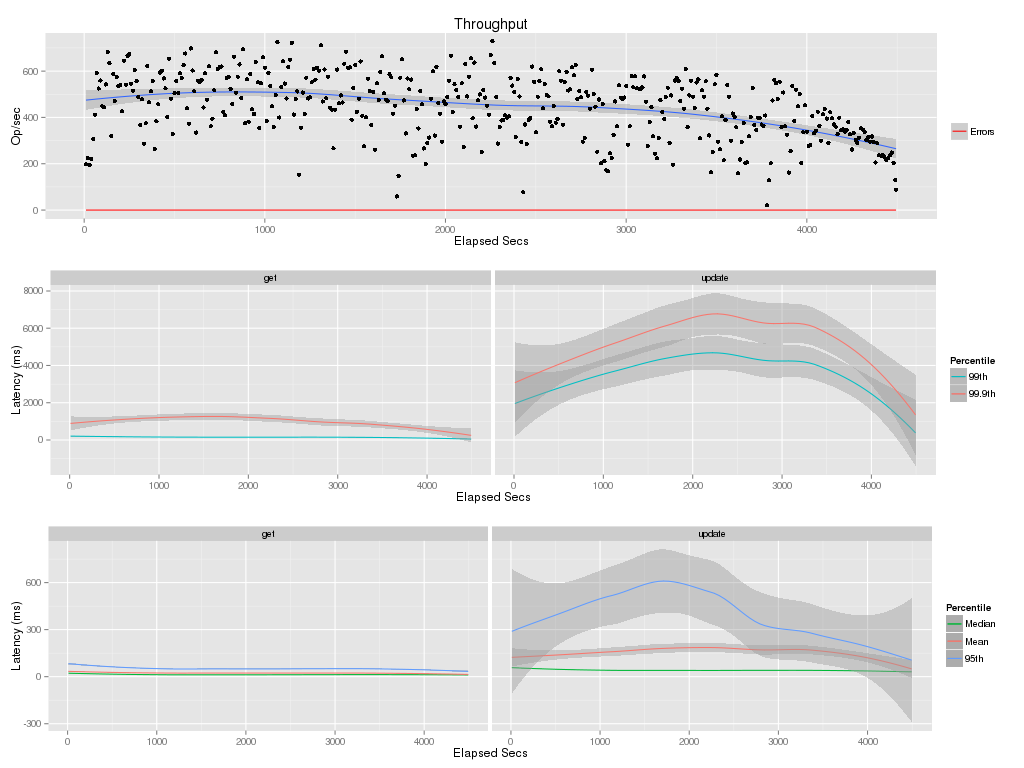 Throughput
Op/sec
600
400
200
0
0 1000 2000 3000 4000
Elapsed Secs
Errors
get update
Latency (ms)
8000
6000
4000
2000
0
0 1000 2000 3000 4000 0 1000 2000 3000 4000
Elapsed Secs
Percentile
99th
99.9th
get update
Latency (ms)
600
300
0
-300
0 1000 2000 3000 4000 0 1000 2000 3000 4000
Elapsed Secs
Percentile
Median
Mean
95th